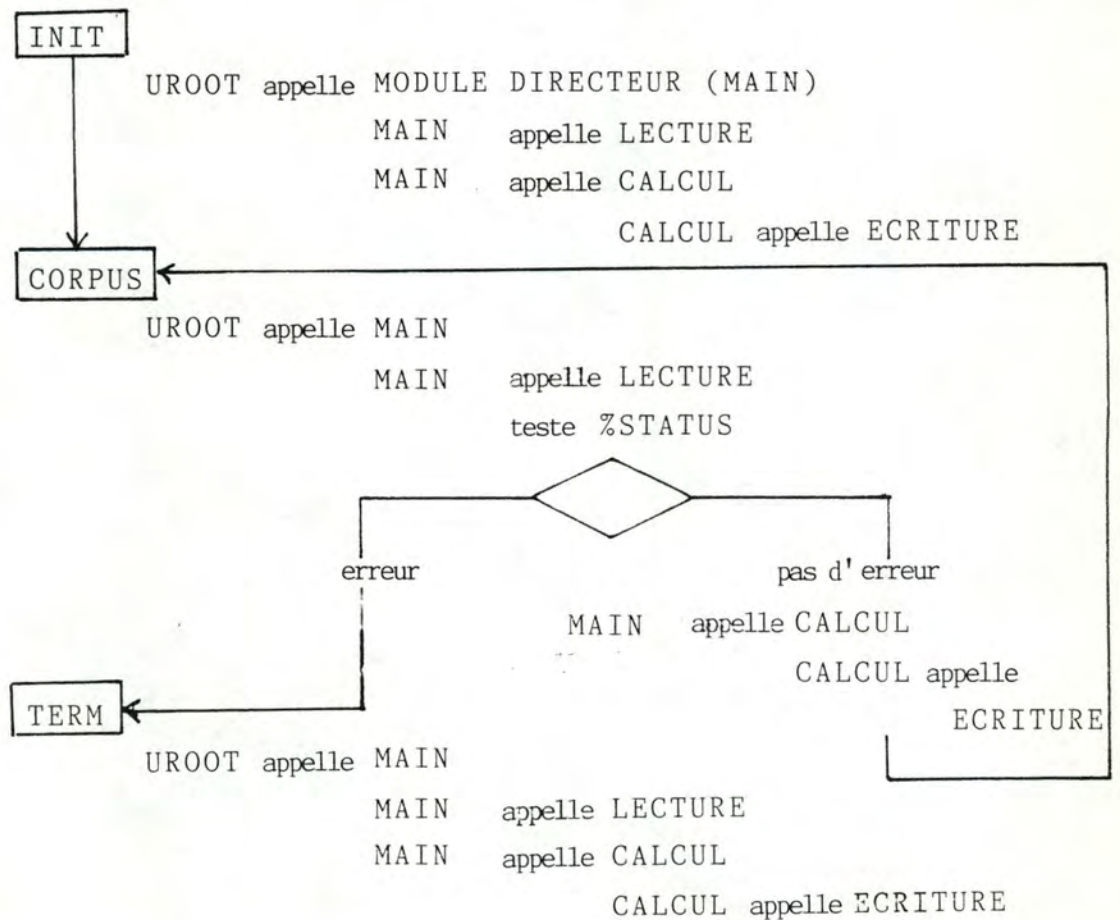 INIT
UROOT appelle MODULE DIRECTEUR (MAIN)
MAIN appelle LECTURE
MAIN appelle CALCUL
CALCUL appelle ECRITURE
CORPUS
UROOT appelle MAIN
MAIN appelle LECTURE
teste %STATUS
erreur
pas d'erreur
MAIN appelle CALCUL
CALCUL appelle
ECRITURE
TERM
UROOT appelle MAIN
MAIN appelle LECTURE
MAIN appelle CALCUL
CALCUL appelle ECRITURE